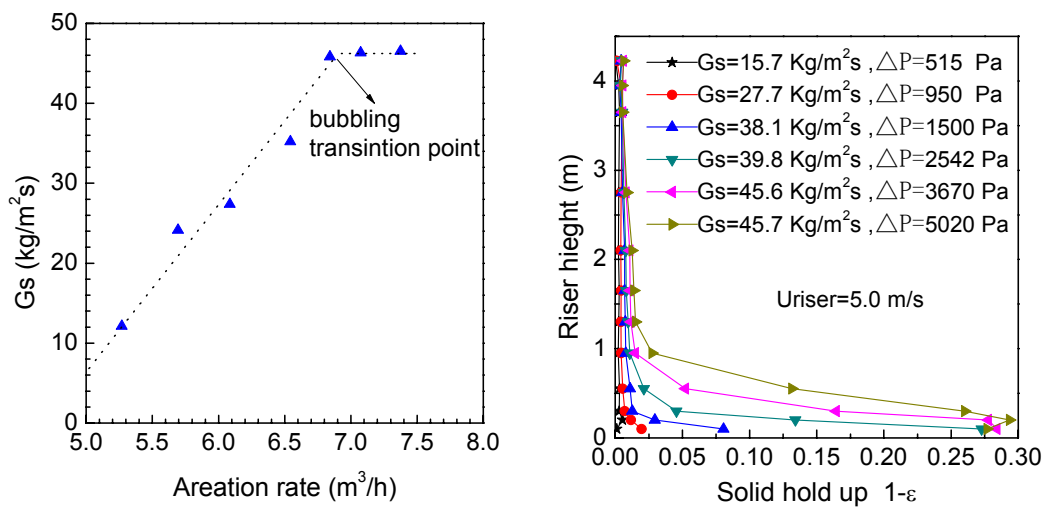 50
40
30
20
10
0
Gs (kg/m²s)
bubbling
transintion point
5.0 5.5 6.0 6.5 7.0 7.5 8.0
Areation rate (m³/h)
4
3
2
1
0
Riser hieght (m)
Gs=15.7 Kg/m²s ,△P=515 Pa
Gs=27.7 Kg/m²s ,△P=950 Pa
Gs=38.1 Kg/m²s ,△P=1500 Pa
Gs=39.8 Kg/m²s ,△P=2542 Pa
Gs=45.6 Kg/m²s ,△P=3670 Pa
Gs=45.7 Kg/m²s ,△P=5020 Pa
Uriser=5.0 m/s
0.00 0.05 0.10 0.15 0.20 0.25 0.30
Solid hold up 1-ε